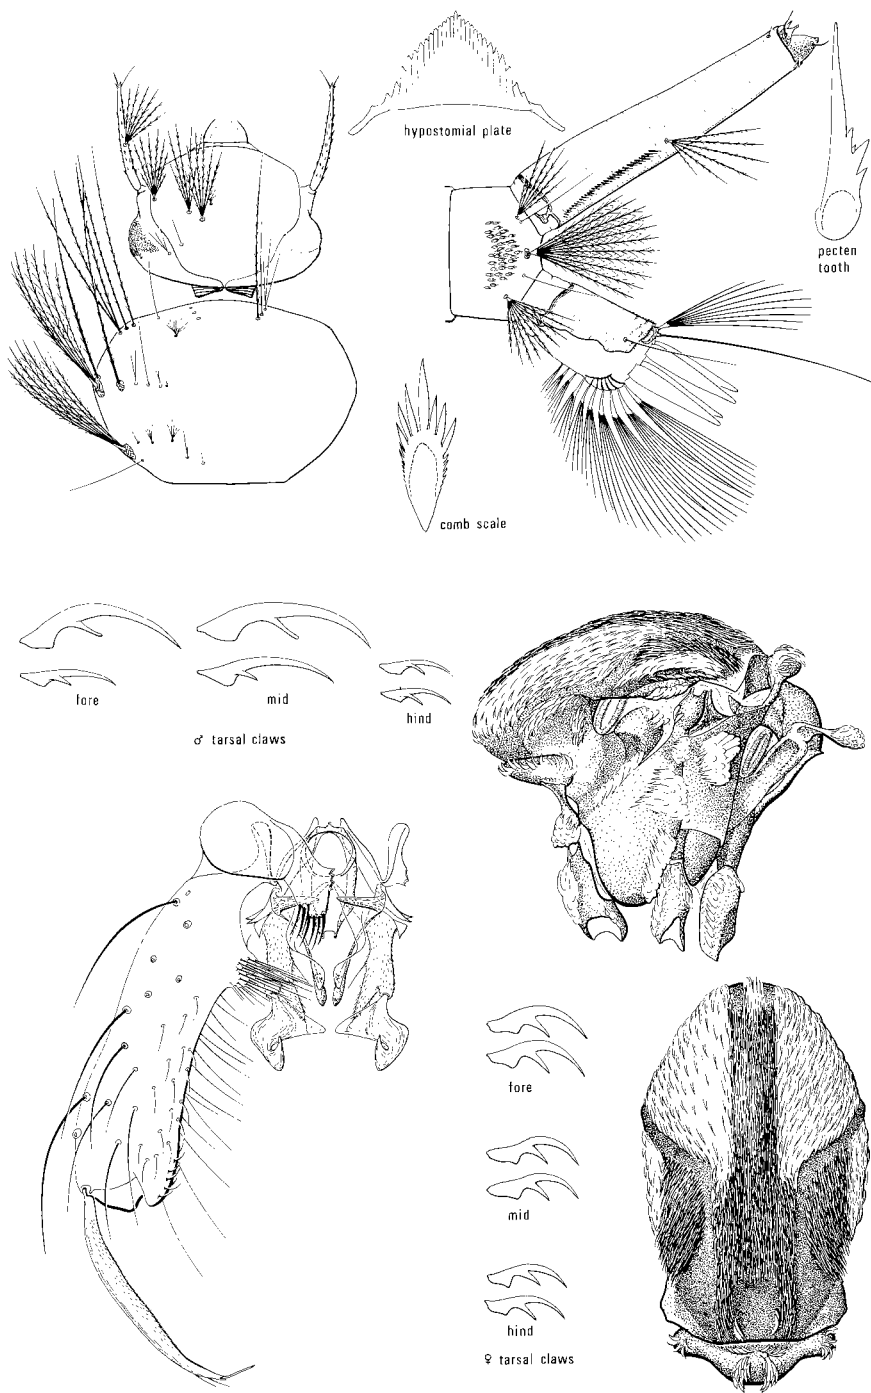 hypostomial plate
pecten
tooth
comb scale
fore
mid
hind
♂ tarsal claws
fore
mid
hind
♀ tarsal claws